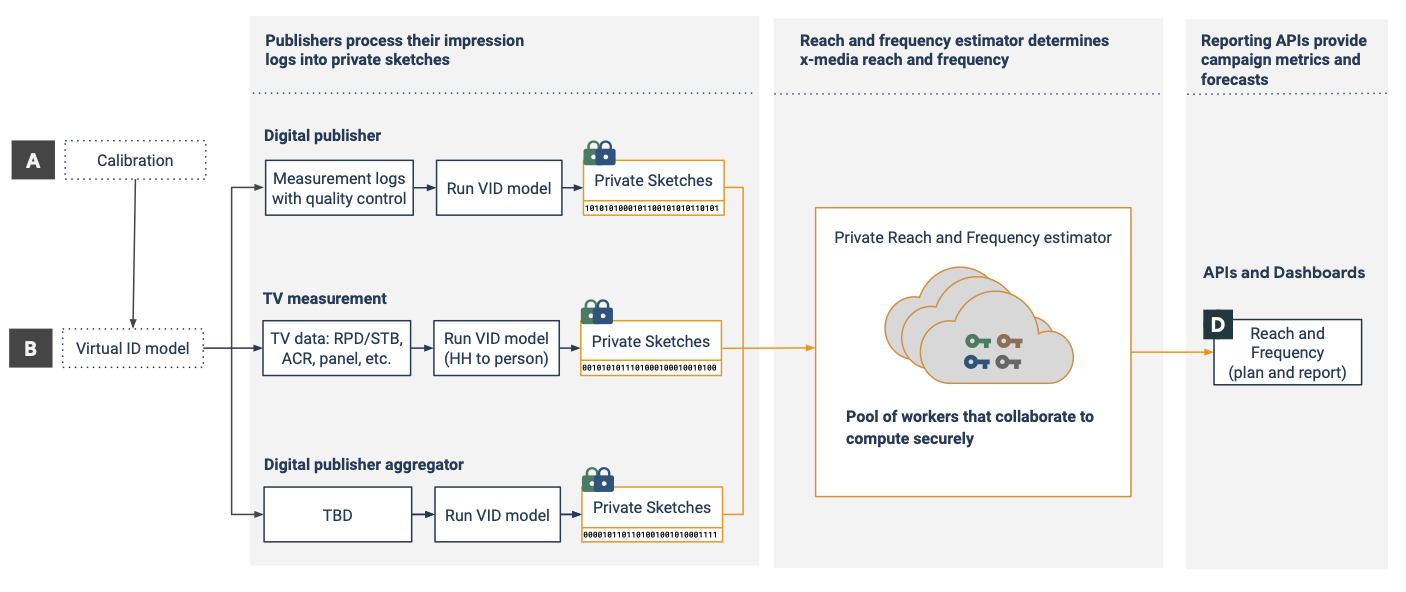 Publishers process their impression
logs into private sketches
Reach and frequency estimator determines
x-media reach and frequency
Reporting APIs provide
campaign metrics and
forecasts
A
Calibration
B
Virtual ID model
Digital publisher
Measurement logs
with quality control
Run VID model
Private Sketches
1010101000101100101010110101
TV measurement
TV data: RPD/STB,
ACR, panel, etc.
Run VID model
(HH to person)
Private Sketches
0010101011101000100010010100
Digital publisher aggregator
TBD
Run VID model
Private Sketches
0000101101101001001010001111
Private Reach and Frequency estimator
Pool of workers that collaborate to
compute securely
APIs and Dashboards
D
Reach and
Frequency
(plan and report)